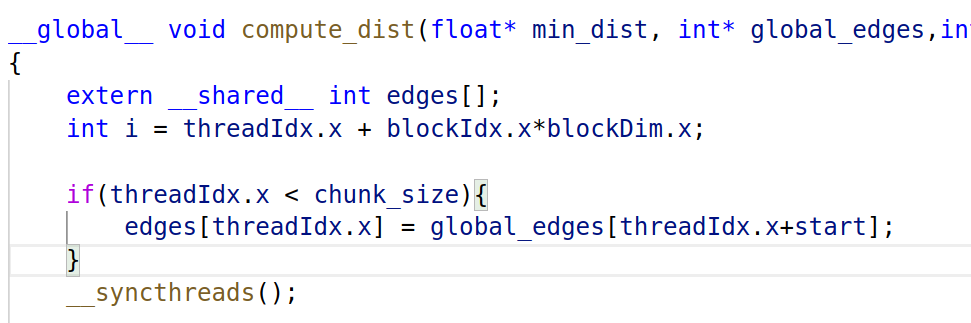 __global__ void compute_dist(float* min_dist, int* global_edges,int
{
extern __shared__ int edges[];
int i = threadIdx.x + blockIdx.x*blockDim.x;
if(threadIdx.x < chunk_size){
edges[threadIdx.x] = global_edges[threadIdx.x+start];
}
__syncthreads();